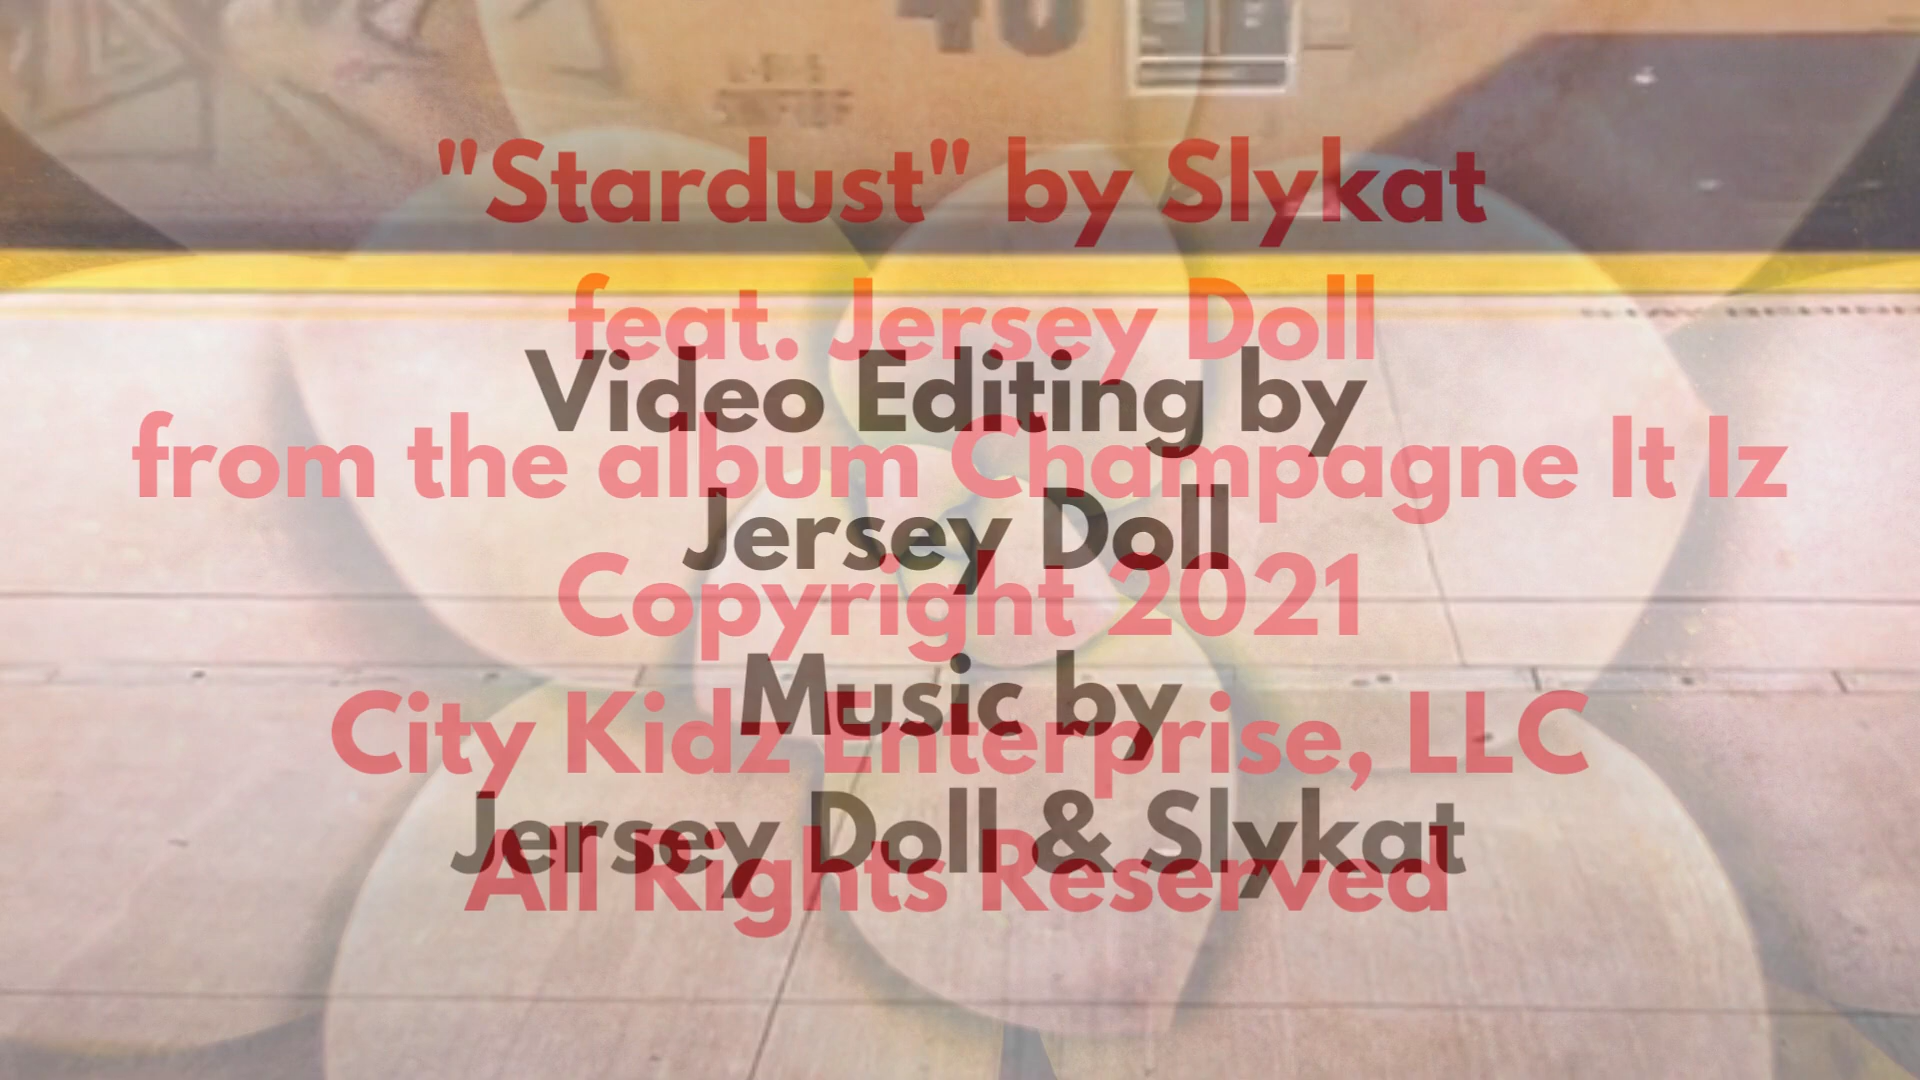 40
"Stardust" by Slykat
feat. Jersey Doll
from the album Champagne It Iz
Copyright 2021
City Kidz Enterprise, LLC
All Rights Reserved
Video Editing by
Jersey Doll
Music by
Jersey Doll & Slykat